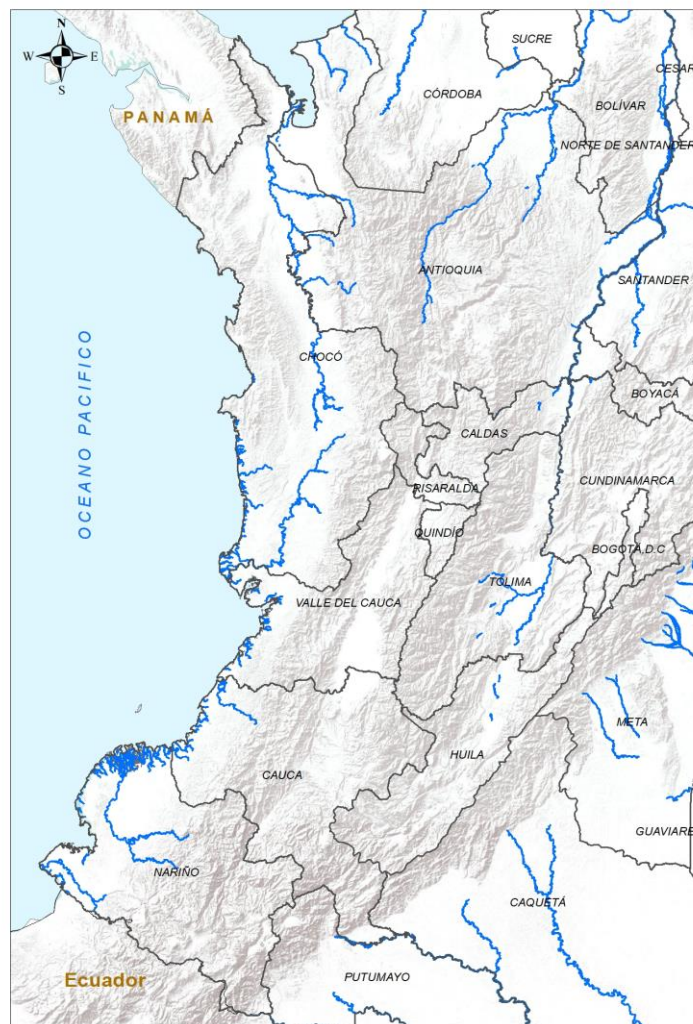 N
W E
S
SUCRE
CESAR
CÓRDOBA
BOLÍVAR
PANAMÁ
NORTE DE SANTANDER
ANTIOQUIA
SANTANDER
CHOCÓ
OCEANO PACIFICO
BOYACÁ
CALDAS
CUNDINAMARCA
RISARALDA
QUINDÍO
BOGOTÁ,D.C
TOLIMA
VALLE DEL CAUCA
META
HUILA
CAUCA
GUAVIARE
NARIÑO
CAQUETÁ
Ecuador
PUTUMAYO